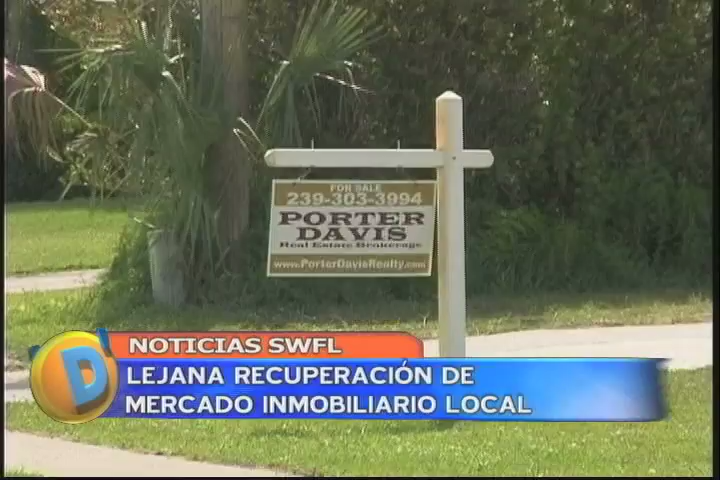 FOR SALE
239-303-3994
PORTER
DAVIS
Real Estate Brokerage
www.PorterDavisRealty.com
D
NOTICIAS SWFL
LEJANA RECUPERACIÓN DE
MERCADO INMOBILIARIO LOCAL